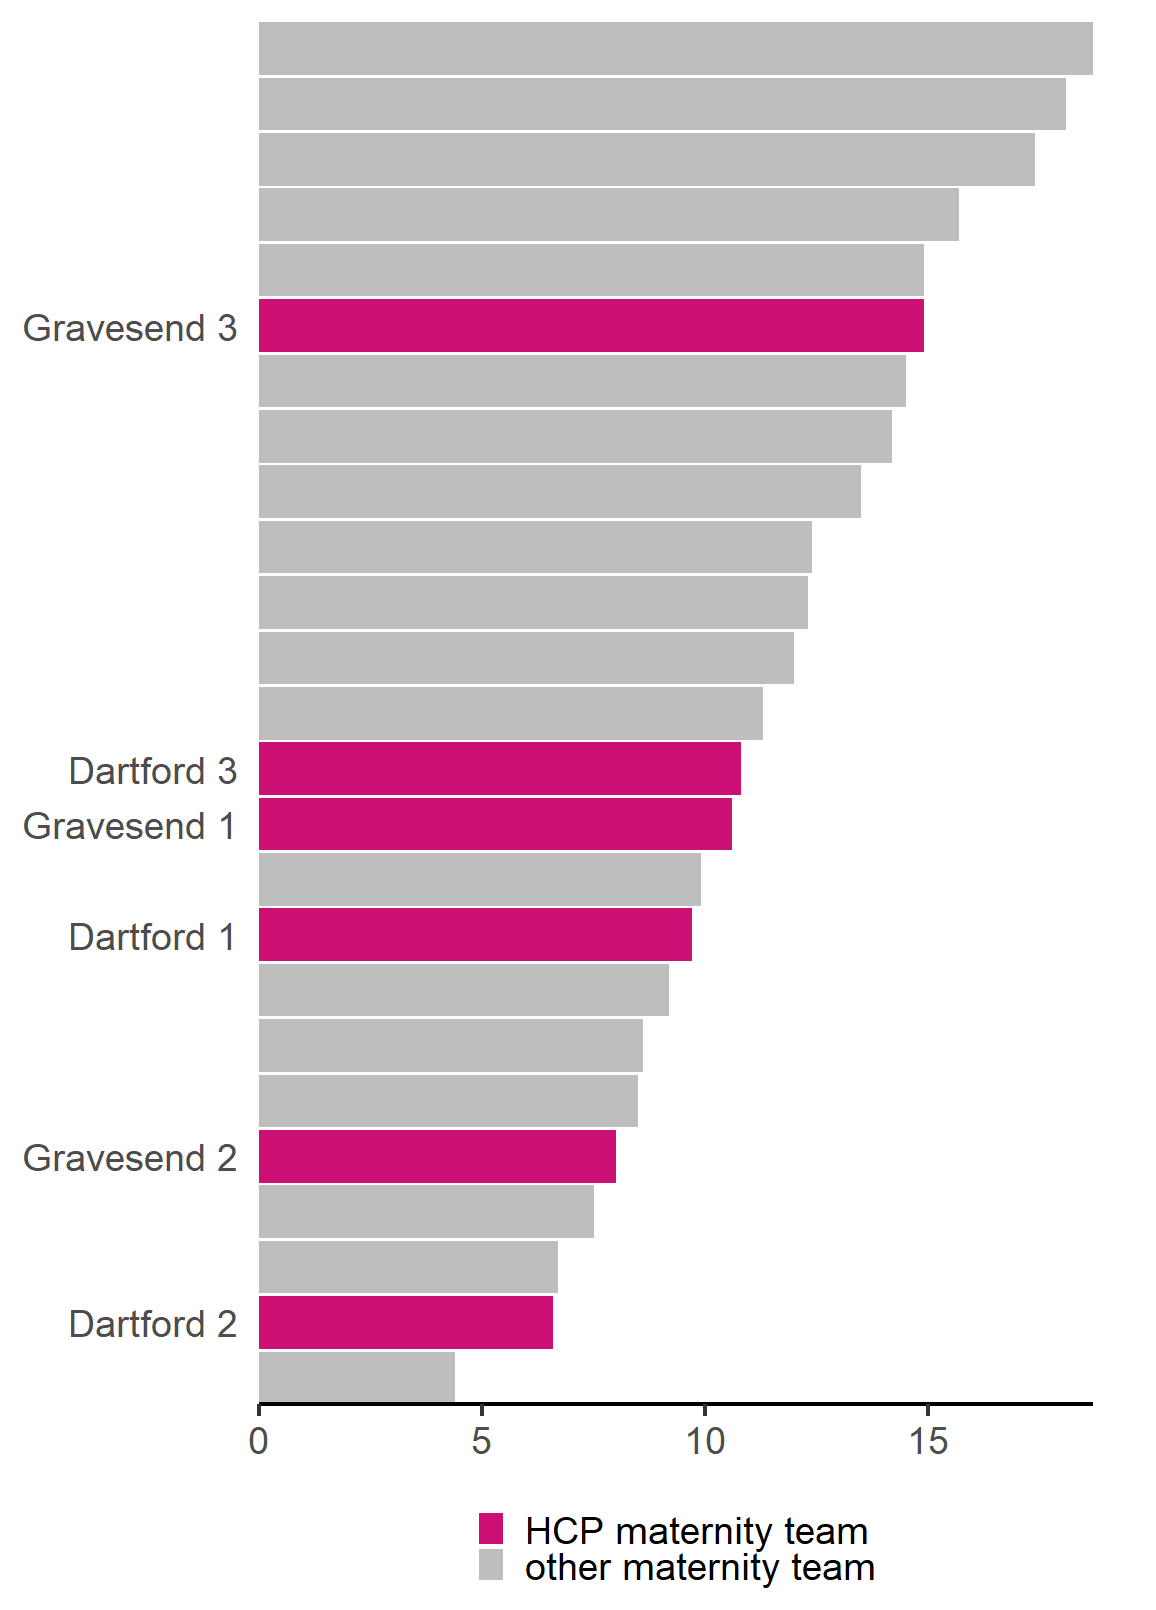 Gravesend 3
Dartford 3
Gravesend 1
Dartford 1
Gravesend 2
Dartford 2
0 5 10 15
HCP maternity team
other maternity team